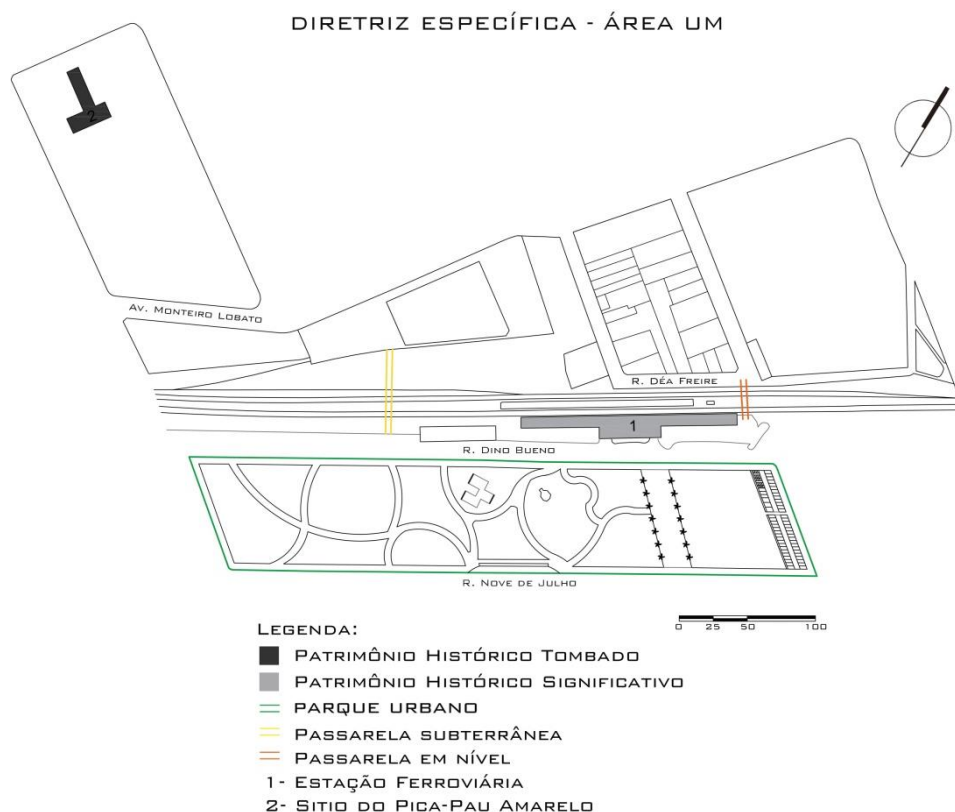 DIRETRIZ ESPECÍFICA - ÁREA UM
2
AV. MONTEIRO LOBATO
R. DÉA FREIRE
1
R. DINO BUENO
R. NOVE DE JULHO
0 25 50 100
LEGENDA:
PATRIMÔNIO HISTÓRICO TOMBADO
PATRIMÔNIO HISTÓRICO SIGNIFICATIVO
PARQUE URBANO
PASSARELA SUBTERRÂNEA
PASSARELA EM NÍVEL
1- ESTAÇÃO FERROVIÁRIA
2- SITIO DO PICA-PAU AMARELO